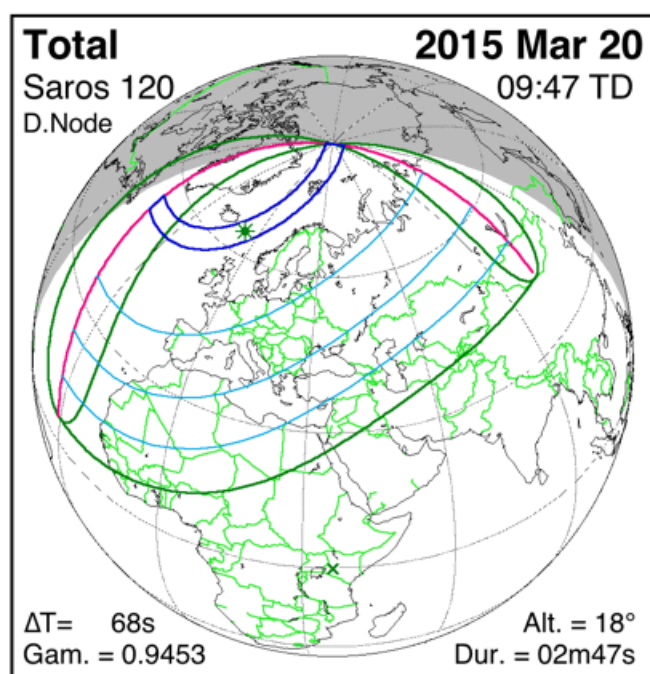 Total
2015 Mar 20
Saros 120
09:47 TD
D.Node
ΔT= 68s
Alt. = 18°
Gam. = 0.9453
Dur. = 02m47s